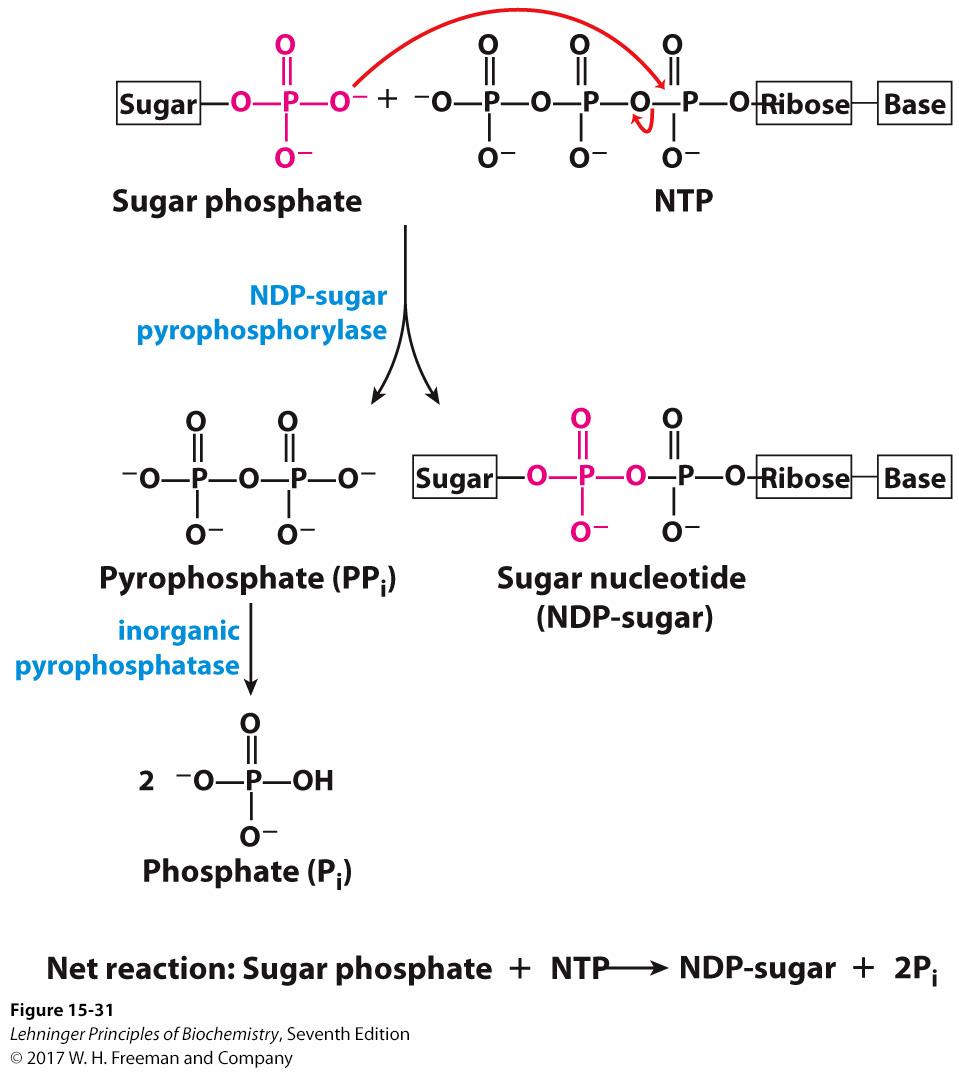 O O O O
Sugar—O—P—O⁻ + ⁻O—P—O—P—O—P—O—Ribose—Base
O⁻ O⁻ O⁻ O⁻
Sugar phosphate NTP
NDP-sugar
pyrophosphorylase
O O O O
⁻O—P—O—P—O⁻ Sugar—O—P—O—P—O—Ribose—Base
O⁻ O⁻ O⁻ O⁻
Pyrophosphate (PPᵢ) Sugar nucleotide
(NDP-sugar)
inorganic
pyrophosphatase
O
2 ⁻O—P—OH
O⁻
Phosphate (Pᵢ)
Net reaction: Sugar phosphate + NTP → NDP-sugar + 2Pᵢ
Figure 15-31
Lehninger Principles of Biochemistry, Seventh Edition
© 2017 W. H. Freeman and Company